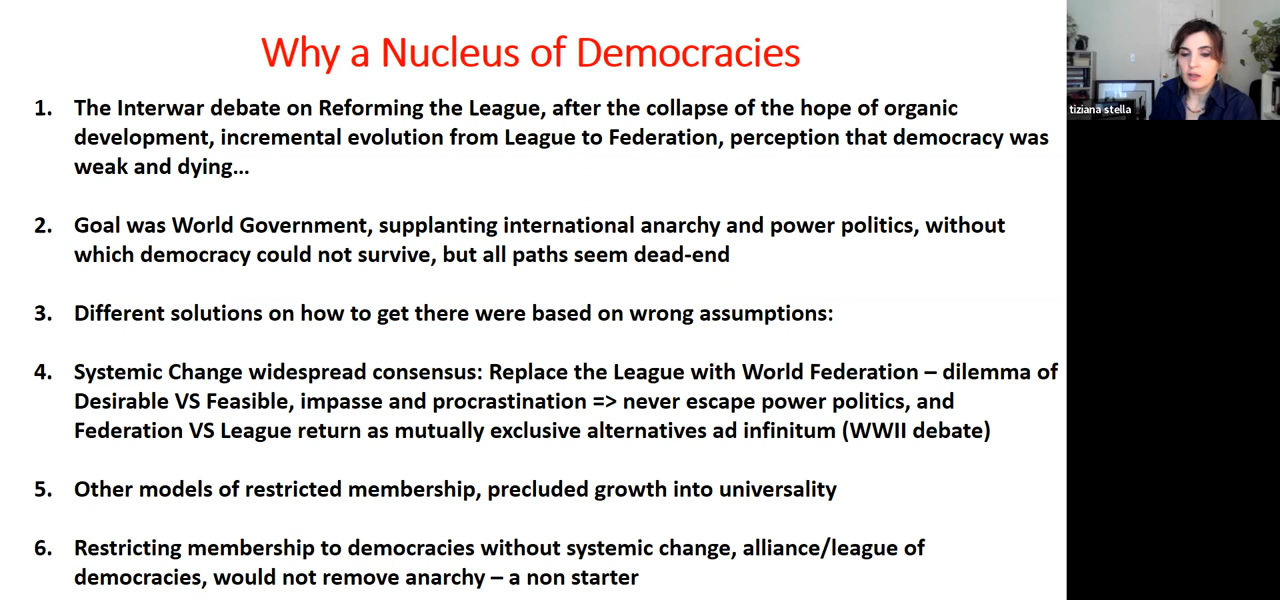 Why a Nucleus of Democracies
1. The Interwar debate on Reforming the League, after the collapse of the hope of organic
development, incremental evolution from League to Federation, perception that democracy was
weak and dying...
2. Goal was World Government, supplanting international anarchy and power politics, without
which democracy could not survive, but all paths seem dead-end
3. Different solutions on how to get there were based on wrong assumptions:
4. Systemic Change widespread consensus: Replace the League with World Federation – dilemma of
Desirable VS Feasible, impasse and procrastination => never escape power politics, and
Federation VS League return as mutually exclusive alternatives ad infinitum (WWII debate)
5. Other models of restricted membership, precluded growth into universality
6. Restricting membership to democracies without systemic change, alliance/league of
democracies, would not remove anarchy – a non starter
tiziana stella